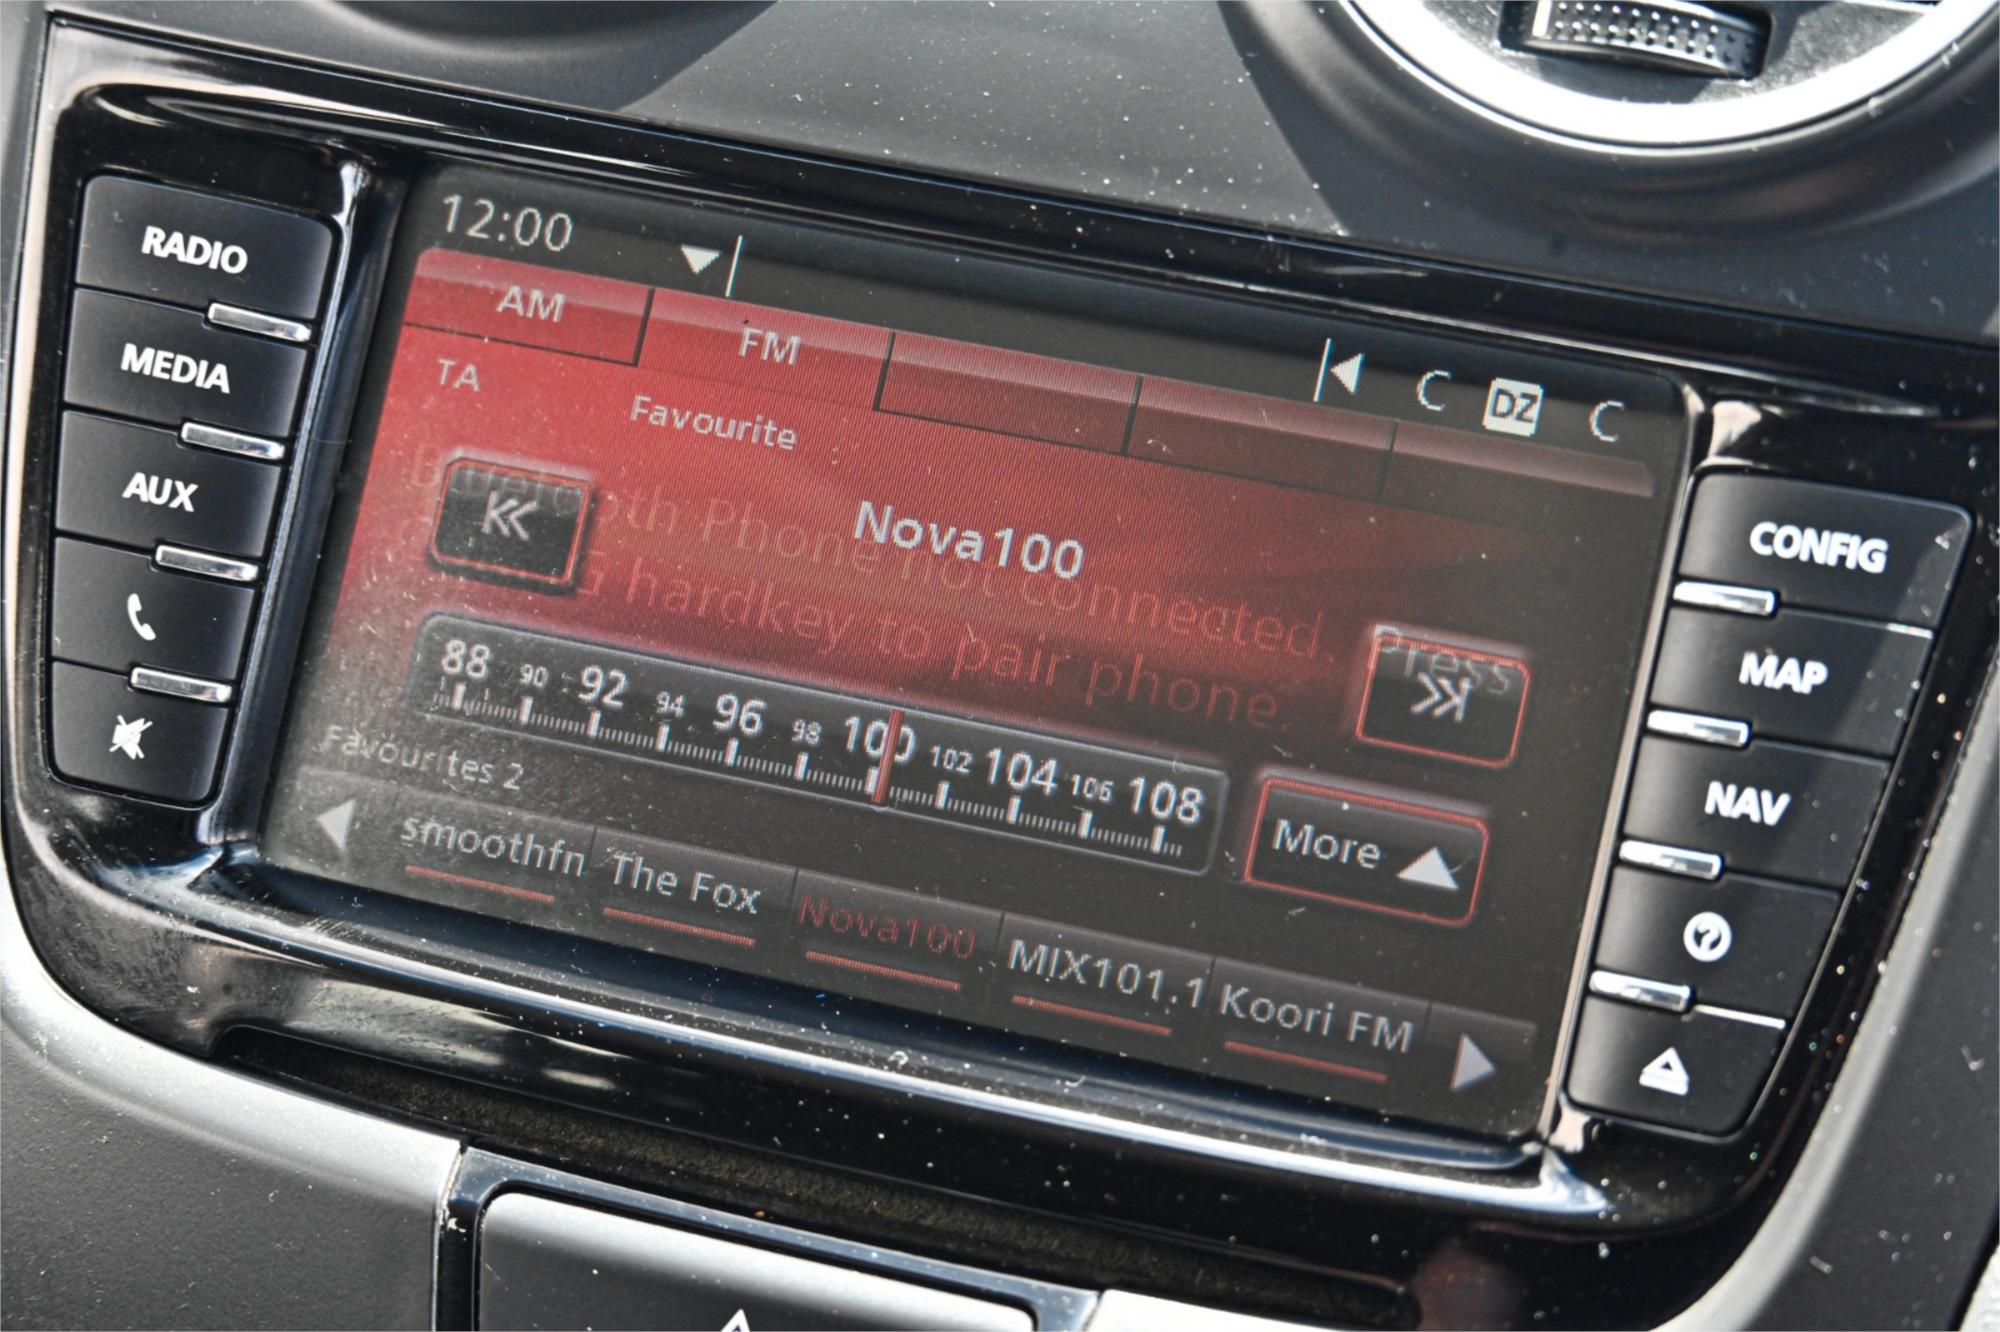 RADIO
MEDIA
AUX
12:00
C DZ C
AM FM
TA
Favourite
Nova100
Bluetooth Phone not connected. Press
CONFIG hardkey to pair phone.
88 90 92 94 96 98 100 102 104 106 108
More
Favourites 2
smoothfn The Fox Nova100 MIX101.1 Koori FM
CONFIG
MAP
NAV
?